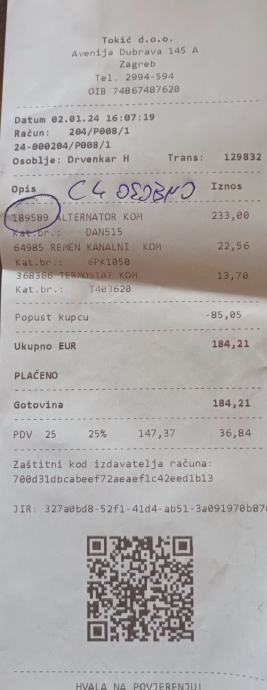 Tokić d.o.o.
Avenija Dubrava 145 A
Zagreb
Tel. 2994-594
OIB 74867487620
Datum 02.01.24 16:07:19
Račun: 204/P008/1
24-000204/P008/1
Osoblje: Drvenkar H Trans: 129832
Opis C4 OSOBNO Iznos
189589 ALTERNATOR KOM 233,00
Kat.br.: DAN515
64985 REMEN KANALNI KOM 22,56
Kat.br.: 6PK1050
368366 TERMOSTAT KOM 13,70
Kat.br.:
Popust kupcu -85,05
Ukupno EUR 184,21
PLAĆENO
Gotovina 184,21
PDV 25 25% 147,37 36,84
Zaštitni kod izdavatelja računa:
700d31dbcabeef72aeaef1c42eed1b13
JIR: 327a0bd8-52f1-41d4-ab51-3a091970b87
HVALA NA POVJERENJU!